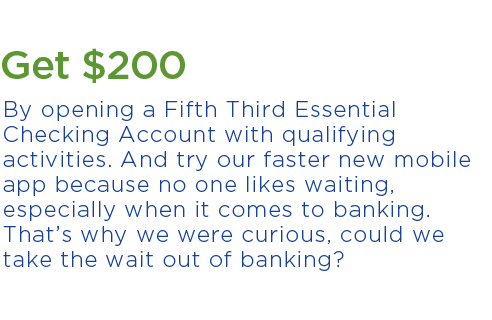 Get $200
By opening a Fifth Third Essential
Checking Account with qualifying
activities. And try our faster new mobile
app because no one likes waiting,
especially when it comes to banking.
That’s why we were curious, could we
take the wait out of banking?